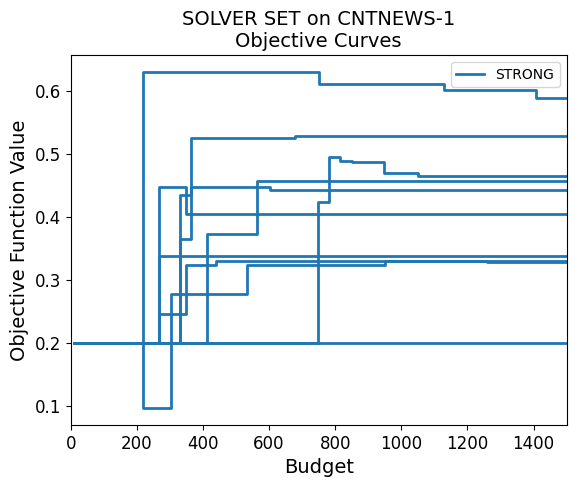 SOLVER SET on CNTNEWS-1
Objective Curves
STRONG
Objective Function Value
0.6
0.5
0.4
0.3
0.2
0.1
0 200 400 600 800 1000 1200 1400
Budget